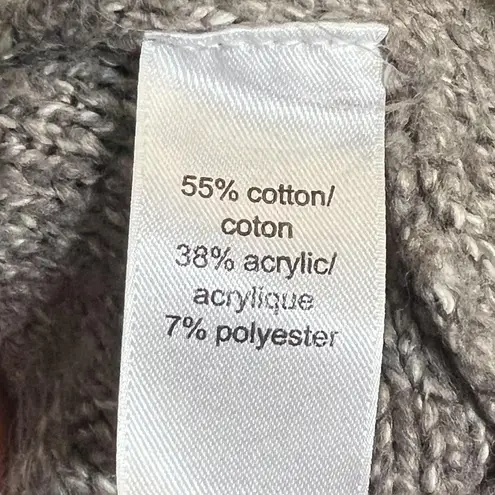 55% cotton/
coton
38% acrylic/
acrylique
7% polyester